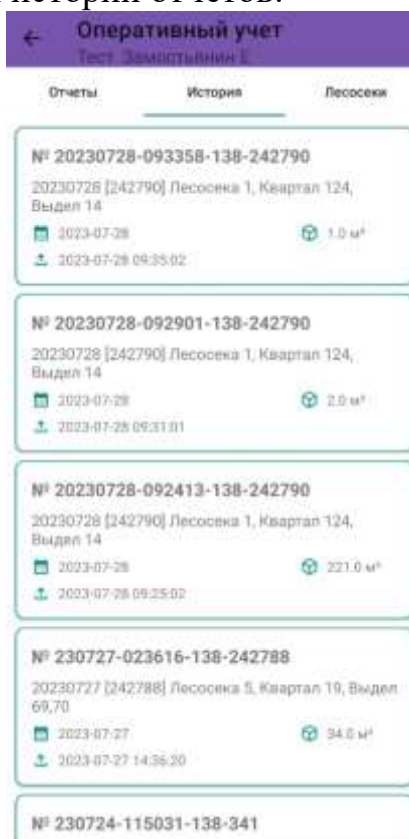 истории отчетов.
Оперативный учет
Тест Замостьянин Е
Отчеты История Лесосеки
№ 20230728-093358-138-242790
20230728 [242790] Лесосека 1, Квартал 124,
Выдел 14
2023-07-28 1.0 м³
2023-07-28 09:35:02
№ 20230728-092901-138-242790
20230728 [242790] Лесосека 1, Квартал 124,
Выдел 14
2023-07-28 2.0 м³
2023-07-28 09:31:01
№ 20230728-092413-138-242790
20230728 [242790] Лесосека 1, Квартал 124,
Выдел 14
2023-07-28 221.0 м³
2023-07-28 09:25:02
№ 230727-023616-138-242788
20230727 [242788] Лесосека 5, Квартал 19, Выдел
69,70
2023-07-27 34.0 м³
2023-07-27 14:36:20
№ 230724-115031-138-341